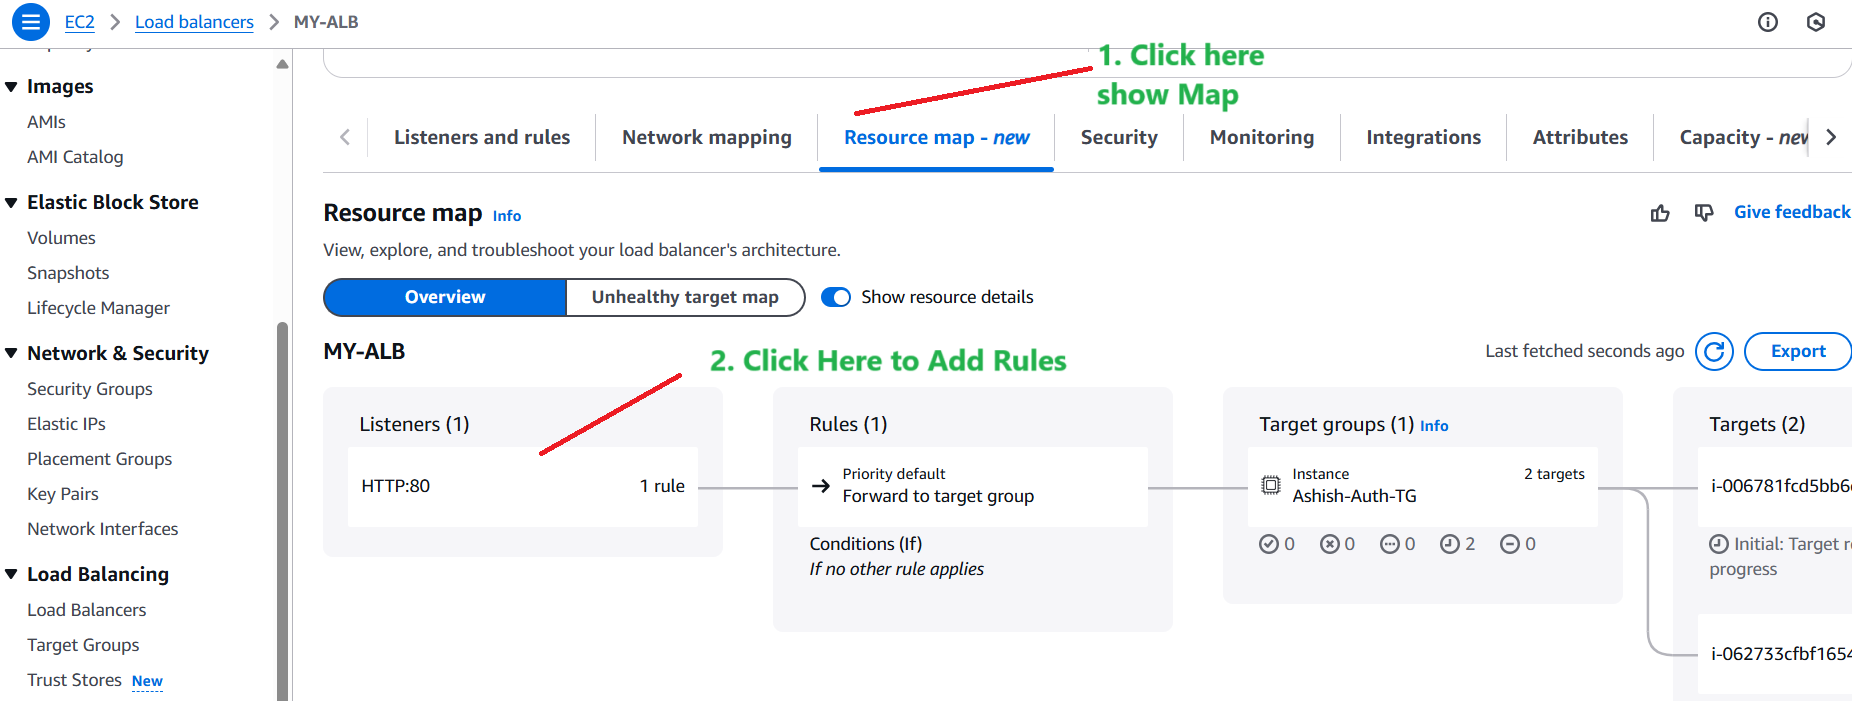 EC2 > Load balancers > MY-ALB
Images
AMIs
AMI Catalog
Elastic Block Store
Volumes
Snapshots
Lifecycle Manager
Network & Security
Security Groups
Elastic IPs
Placement Groups
Key Pairs
Network Interfaces
Load Balancing
Load Balancers
Target Groups
Trust Stores New
1. Click here
show Map
Listeners and rules
Network mapping
Resource map - new
Security
Monitoring
Integrations
Attributes
Capacity - new
Resource map Info
Give feedback
View, explore, and troubleshoot your load balancer's architecture.
Overview
Unhealthy target map
Show resource details
MY-ALB
2. Click Here to Add Rules
Last fetched seconds ago
Export
Listeners (1)
HTTP:80 1 rule
Rules (1)
Priority default
Forward to target group
Conditions (If)
If no other rule applies
Target groups (1) Info
Instance 2 targets
Ashish-Auth-TG
0 0 0 2 0
Targets (2)
i-006781fcd5bb6
Initial: Target
progress
i-062733cfbf1654